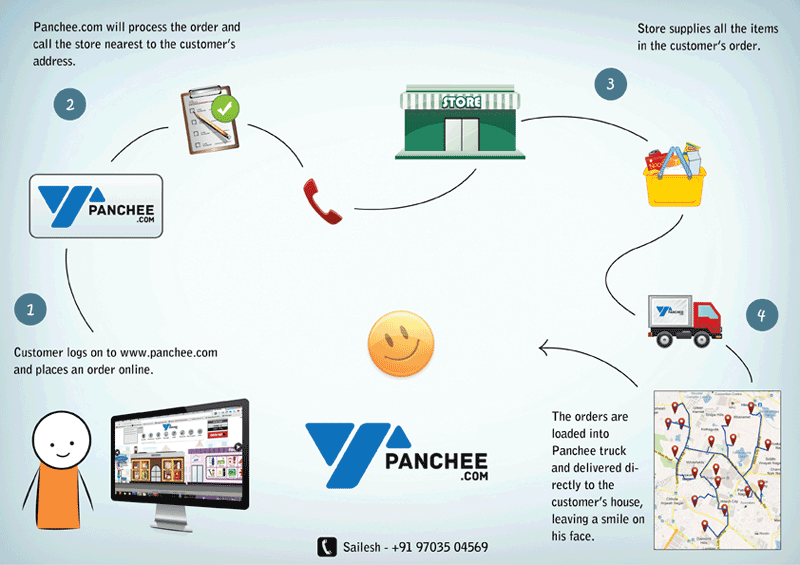 Panchee.com will process the order and
call the store nearest to the customer's
address.
Store supplies all the items
in the customer's order.
2
3
STORE
PANCHEE
.COM
1
4
Customer logs on to www.panchee.com
and places an order online.
The orders are
loaded into
Panchee truck
and delivered di-
rectly to the
customer's house,
leaving a smile on
his face.
PANCHEE
.COM
Sailesh - +91 97035 04569